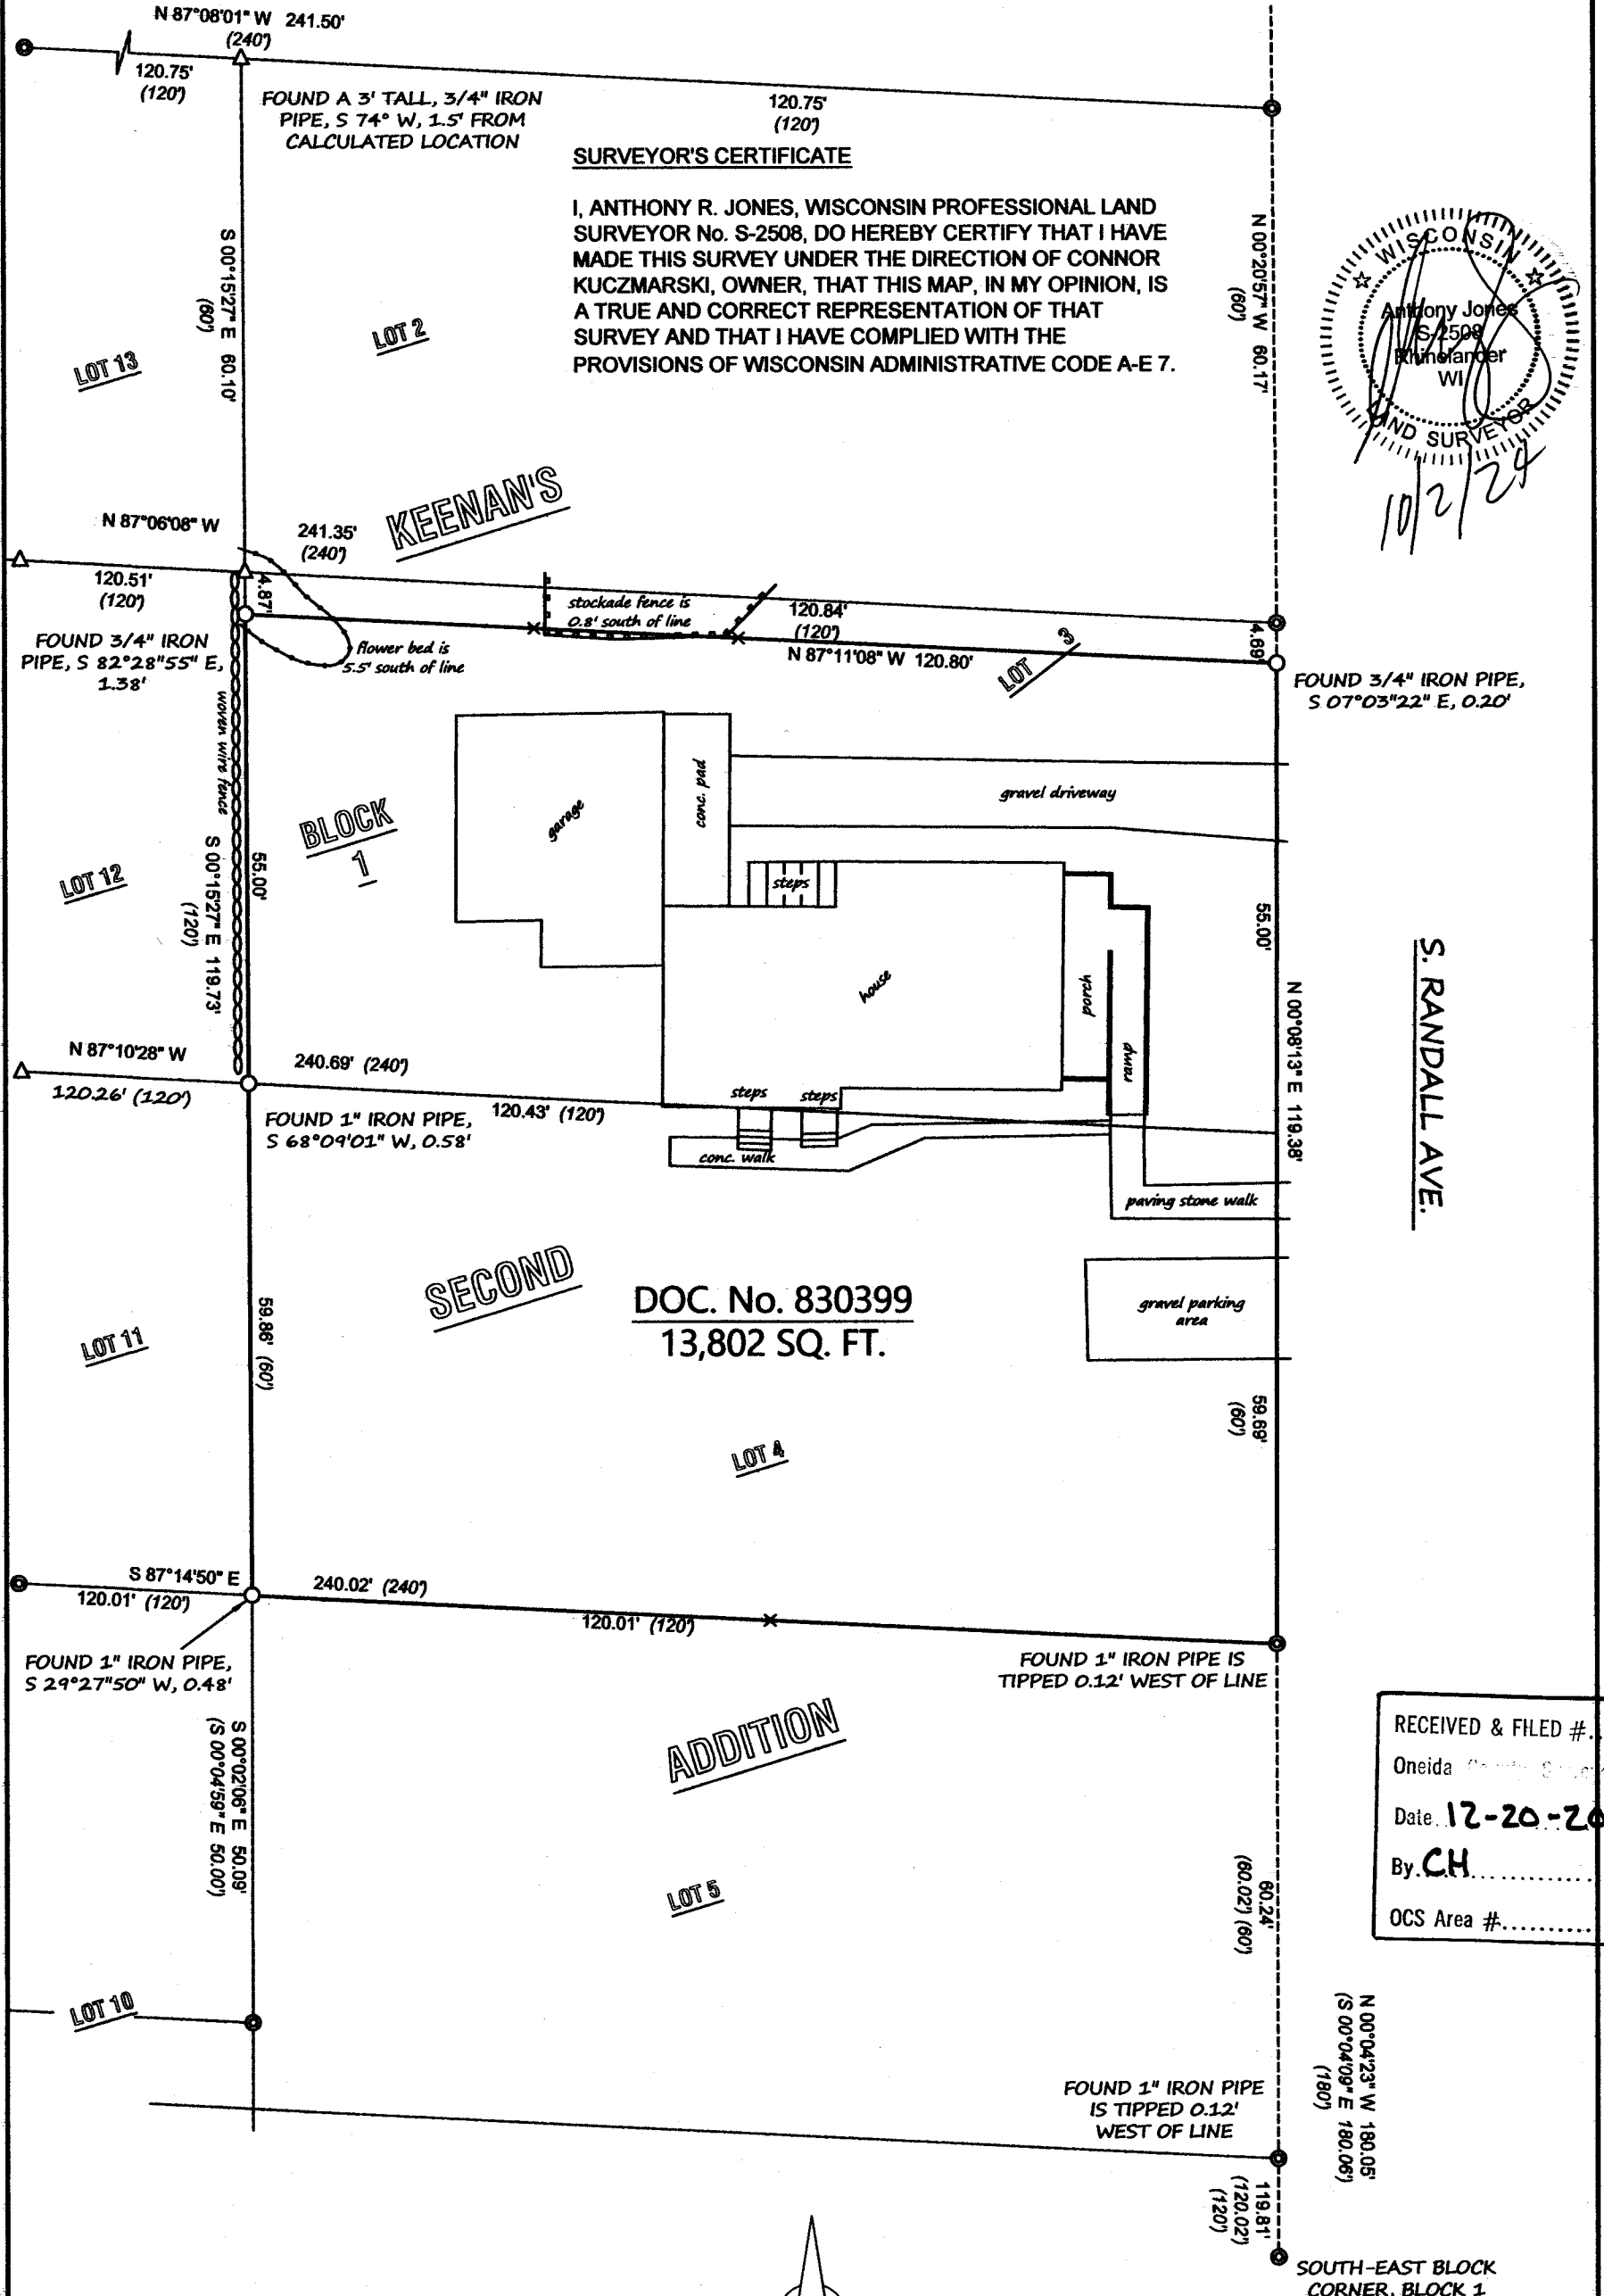 N 87°08'01" W 241.50'
(240')
120.75'
(120')
FOUND A 3' TALL, 3/4" IRON
PIPE, S 74° W, 1.5' FROM
CALCULATED LOCATION
120.75'
(120')
SURVEYOR'S CERTIFICATE
I, ANTHONY R. JONES, WISCONSIN PROFESSIONAL LAND
SURVEYOR No. S-2508, DO HEREBY CERTIFY THAT I HAVE
MADE THIS SURVEY UNDER THE DIRECTION OF CONNOR
KUCZMARSKI, OWNER, THAT THIS MAP, IN MY OPINION, IS
A TRUE AND CORRECT REPRESENTATION OF THAT
SURVEY AND THAT I HAVE COMPLIED WITH THE
PROVISIONS OF WISCONSIN ADMINISTRATIVE CODE A-E 7.
WISCONSIN
Anthony Jones
S-2508
Rhinelander
WI
LAND SURVEYOR
10/2/24
S 00°15'27" E 60.10'
(60')
N 00°20'57" W 60.17'
(60')
LOT 13
LOT 2
KEENAN'S
N 87°06'08" W
241.35'
(240')
120.51'
(120')
4.87'
stockade fence is
0.8' south of line
120.84'
(120')
N 87°11'08" W 120.80'
LOT 3
4.69'
FOUND 3/4" IRON
PIPE, S 82°28"55" E,
1.38'
flower bed is
5.5' south of line
FOUND 3/4" IRON PIPE,
S 07°03"22" E, 0.20'
woven wire fence
conc. pad
gravel driveway
garage
BLOCK
1
LOT 12
55.00'
S 00°15'27" E 119.73'
(120')
steps
house
porch
ramp
55.00'
N 00°08'13" E 119.38'
S. RANDALL AVE.
N 87°10'28" W
240.69' (240')
120.26' (120')
120.43' (120')
FOUND 1" IRON PIPE,
S 68°09'01" W, 0.58'
steps
steps
conc. walk
paving stone walk
SECOND
DOC. No. 830399
13,802 SQ. FT.
gravel parking
area
LOT 11
59.86' (60')
59.69'
(60')
LOT 4
S 87°14'50" E
240.02' (240')
120.01' (120')
120.01' (120')
FOUND 1" IRON PIPE,
S 29°27"50" W, 0.48'
FOUND 1" IRON PIPE IS
TIPPED 0.12' WEST OF LINE
ADDITION
S 00°02'06" E 50.09'
(S 00°04'59" E 50.00')
RECEIVED & FILED #
Oneida
Date 12-20-20
By CH
OCS Area #
60.24'
(60.02') (60')
LOT 5
LOT 10
N 00°04'23" W 180.05'
(S 00°04'09" E 180.06')
(180')
FOUND 1" IRON PIPE
IS TIPPED 0.12'
WEST OF LINE
119.81'
(120.02')
(120')
SOUTH-EAST BLOCK
CORNER, BLOCK 1